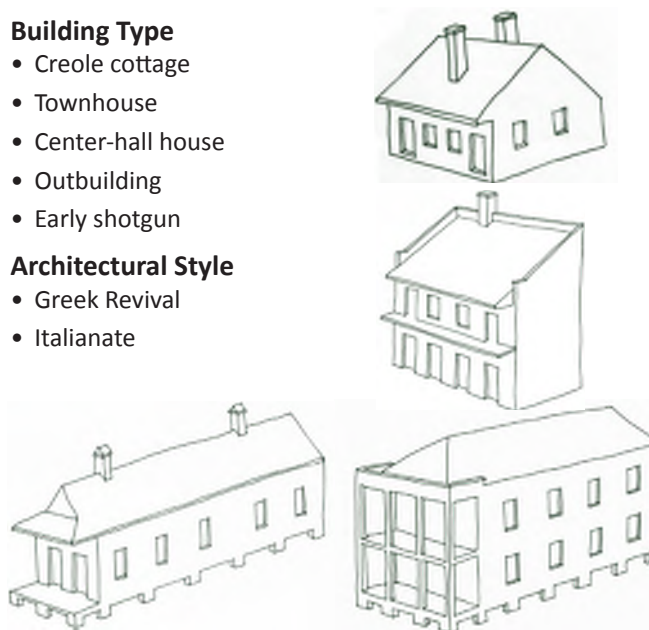 Building Type
• Creole cottage
• Townhouse
• Center-hall house
• Outbuilding
• Early shotgun
Architectural Style
• Greek Revival
• Italianate